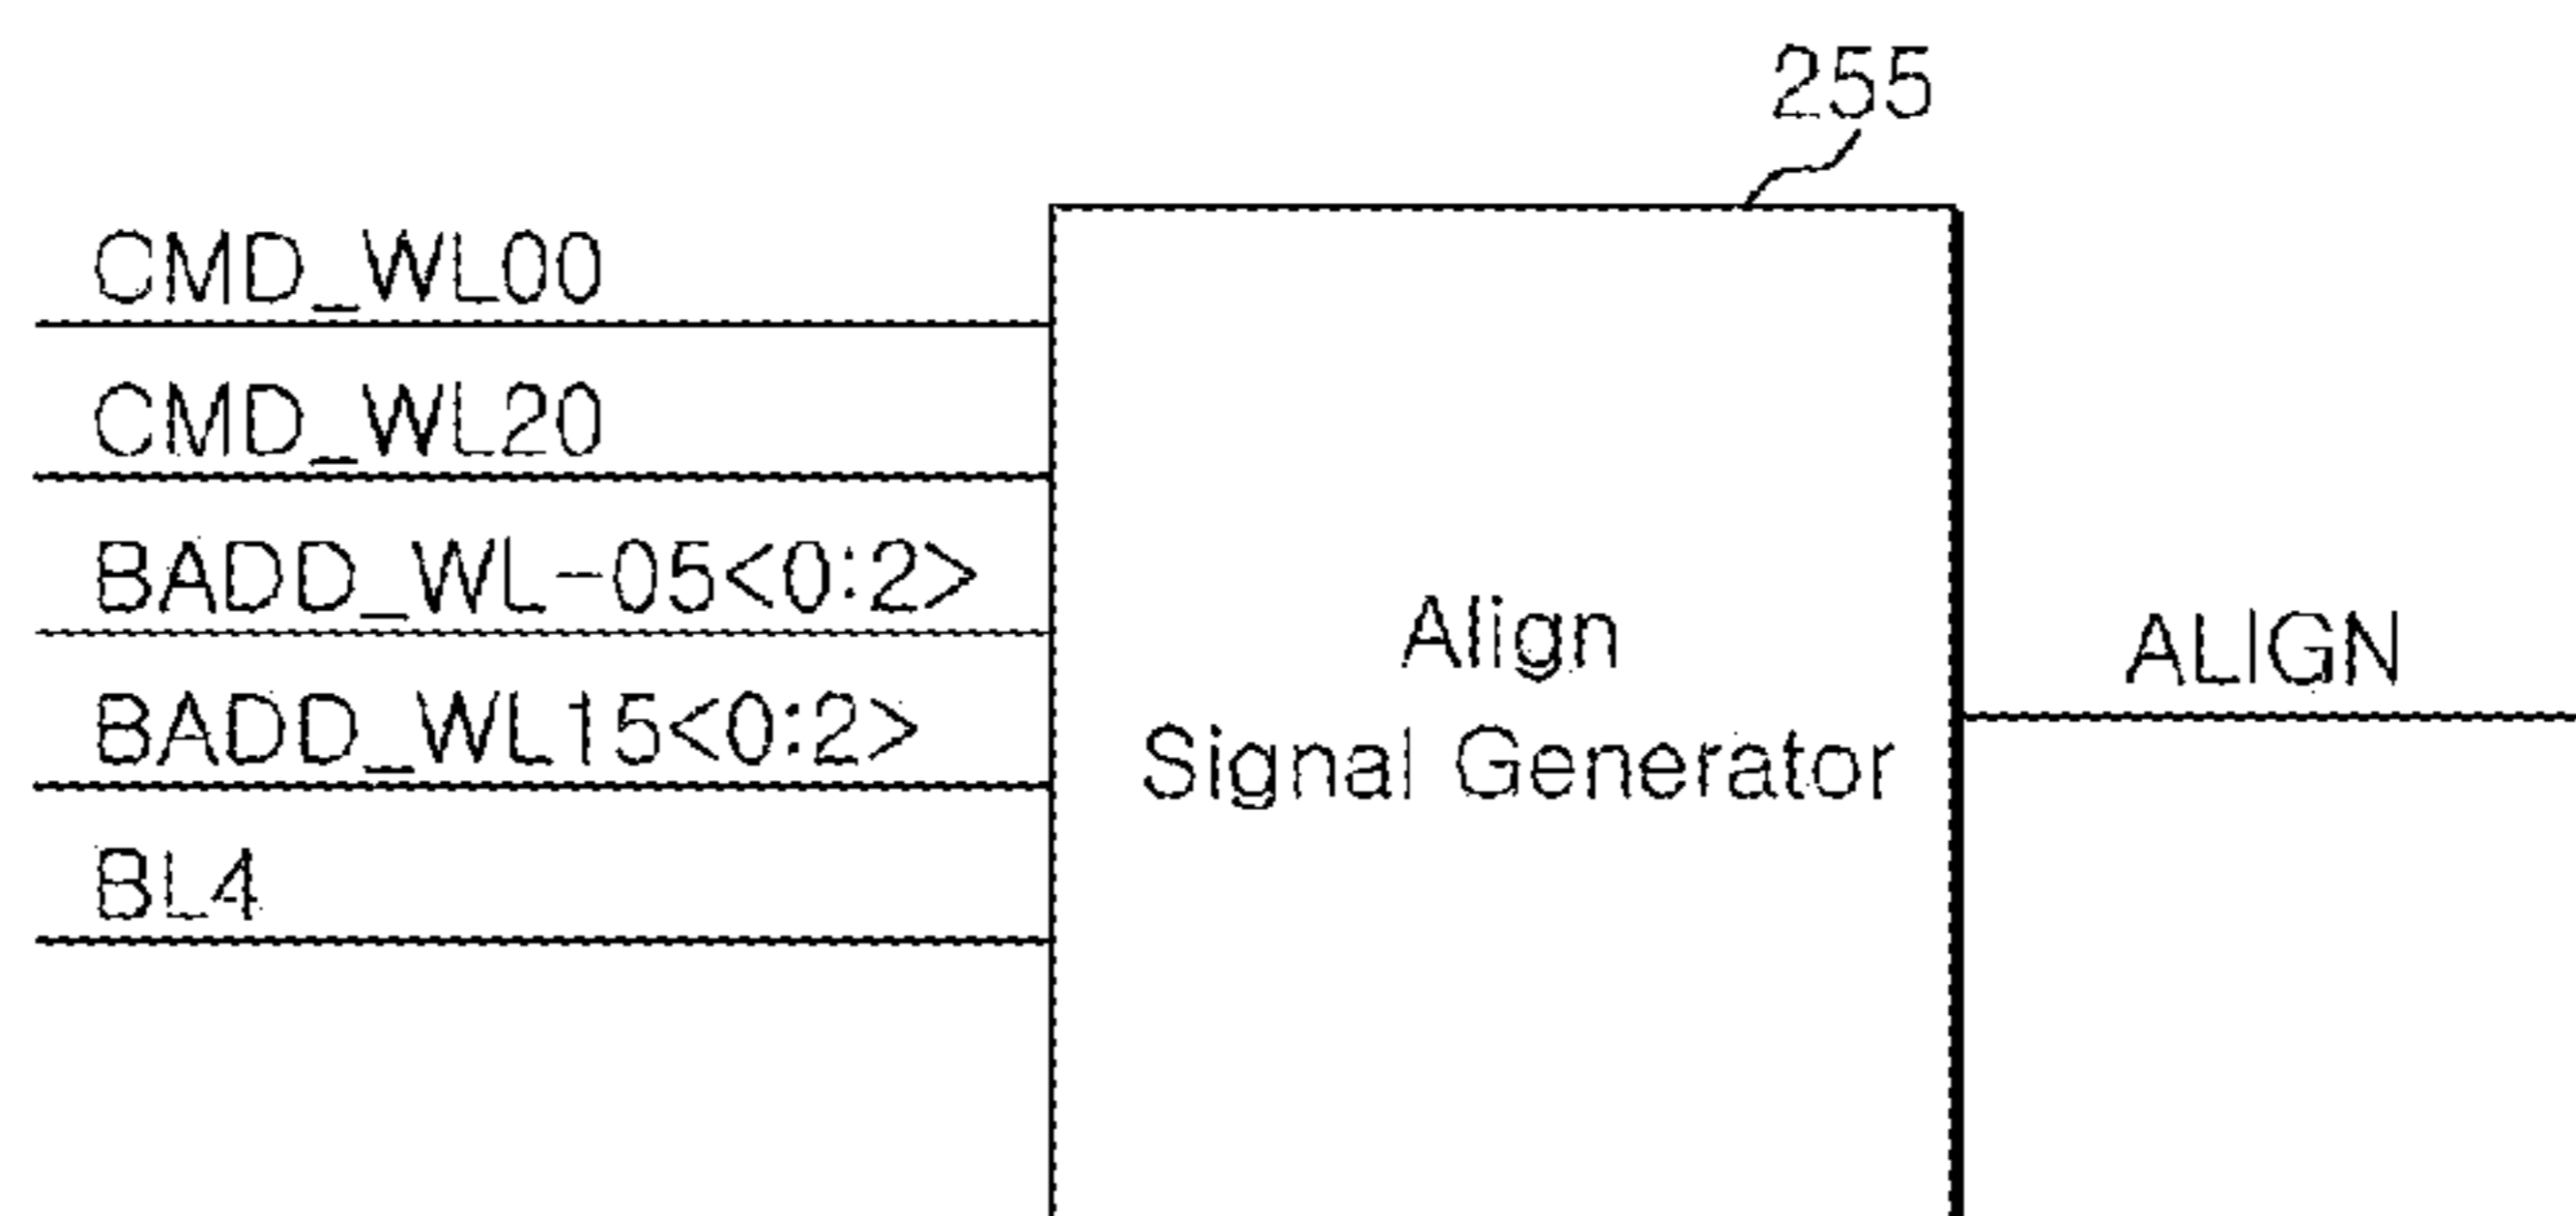 255
CMD_WL00
CMD_WL20
BADD_WL-05<0:2>
BADD_WL15<0:2>
BL4
Align
Signal Generator
ALIGN